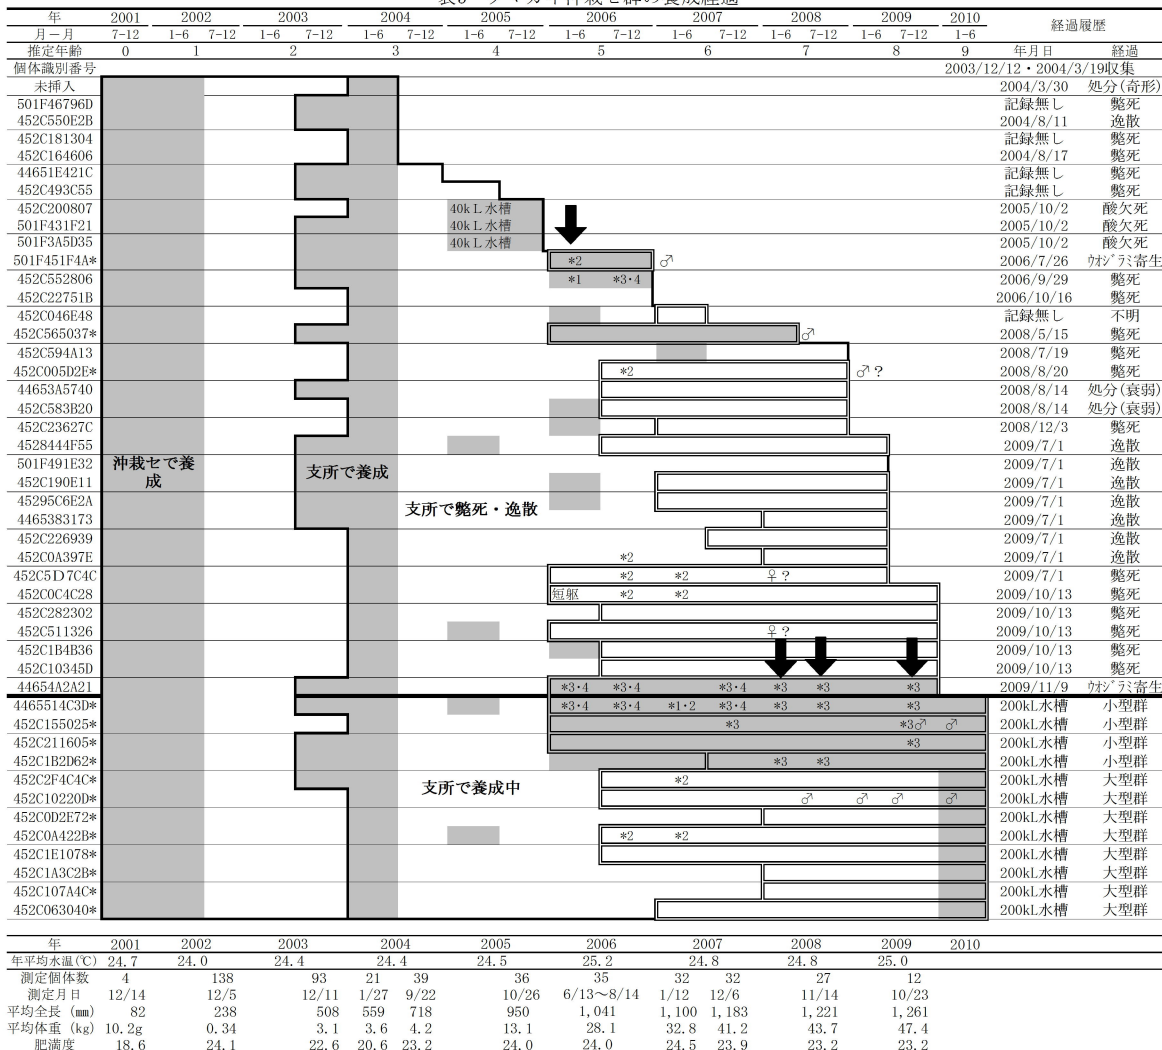 沖栽セ群の養成経過
年 2001 2002 2003 2004 2005 2006 2007 2008 2009 2010 経過履歴
月－月 7-12 1-6 7-12 1-6 7-12 1-6 7-12 1-6 7-12 1-6 7-12 1-6 7-12 1-6 7-12 1-6 7-12 1-6
推定年齢 0 1 2 3 4 5 6 7 8 9 年月日 経過
個体識別番号 2003/12/12・2004/3/19収集
未挿入 2004/3/30 処分(奇形)
501F46796D 記録無し 斃死
452C550E2B 2004/8/11 逸散
452C181304 記録無し 斃死
452C164606 2004/8/17 斃死
44651E421C 記録無し 斃死
452C493C55 記録無し 斃死
452C200807 40kL水槽 2005/10/2 酸欠死
501F431F21 40kL水槽 2005/10/2 酸欠死
501F3A5D35 40kL水槽 2005/10/2 酸欠死
501F451F4A* *2 ♂ 2006/7/26 ｳｵｼﾞﾗﾐ寄生
452C552806 *1 *3・4 2006/9/29 斃死
452C22751B 2006/10/16 斃死
452C046E48 記録無し 不明
452C565037* ♂ 2008/5/15 斃死
452C594A13 2008/7/19 斃死
452C005D2E* *2 ♂？ 2008/8/20 斃死
44653A5740 2008/8/14 処分(衰弱)
452C583B20 2008/8/14 処分(衰弱)
452C23627C 2008/12/3 斃死
4528444F55 2009/7/1 逸散
501F491E32 沖栽セで養成 支所で養成 2009/7/1 逸散
452C190E11 2009/7/1 逸散
45295C6E2A 支所で斃死・逸散 2009/7/1 逸散
4465383173 2009/7/1 逸散
452C226939 2009/7/1 逸散
452C0A397E *2 2009/7/1 逸散
452C5D7C4C *2 *2 ♀？ 2009/7/1 斃死
452C0C4C28 短躯 *2 *2 2009/10/13 斃死
452C282302 2009/10/13 斃死
452C511326 ♀？ 2009/10/13 斃死
452C1B4B36 2009/10/13 斃死
452C10345D 2009/10/13 斃死
44654A2A21 *3・4 *3・4 *3・4 *3 *3 *3 2009/11/9 ｳｵｼﾞﾗﾐ寄生
4465514C3D* *3・4 *3・4 *1・2 *3・4 *3 *3 *3 200kL水槽 小型群
452C155025* *3 *3♂ ♂ 200kL水槽 小型群
452C211605* *3 200kL水槽 小型群
452C1B2D62* *3 *3 200kL水槽 小型群
452C2F4C4C* 支所で養成中 *2 200kL水槽 大型群
452C10220D* ♂ ♂ ♂ ♂ 200kL水槽 大型群
452C0D2E72* 200kL水槽 大型群
452C0A422B* *2 *2 200kL水槽 大型群
452C1E1078* 200kL水槽 大型群
452C1A3C2B* 200kL水槽 大型群
452C107A4C* 200kL水槽 大型群
452C063040* 200kL水槽 大型群
年 2001 2002 2003 2004 2005 2006 2007 2008 2009 2010
年平均水温(℃) 24.7 24.0 24.4 24.4 24.5 25.2 24.8 24.8 25.0
測定個体数 4 138 93 21 39 36 35 32 32 27 12
測定月日 12/14 12/5 12/11 1/27 9/22 10/26 6/13～8/14 1/12 12/6 11/14 10/23
平均全長 (mm) 82 238 508 559 718 950 1,041 1,100 1,183 1,221 1,261
平均体重 (kg) 10.2g 0.34 3.1 3.6 4.2 13.1 28.1 32.8 41.2 43.7 47.4
肥満度 18.6 24.1 22.6 20.6 23.2 24.0 24.0 24.5 23.9 23.2 23.2